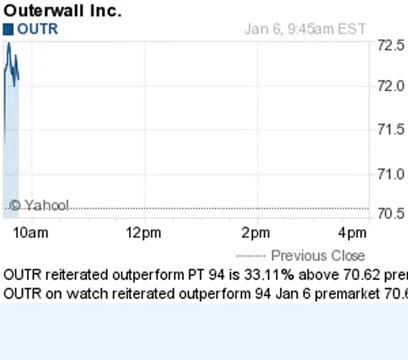 Outerwall Inc.
OUTR Jan 6, 9:45am EST
72.5
72.0
71.5
71.0
© Yahoo!
70.5
10am 12pm 2pm 4pm
Previous Close
OUTR reiterated outperform PT 94 is 33.11% above 70.62
OUTR on watch reiterated outperform 94 Jan 6 premarket